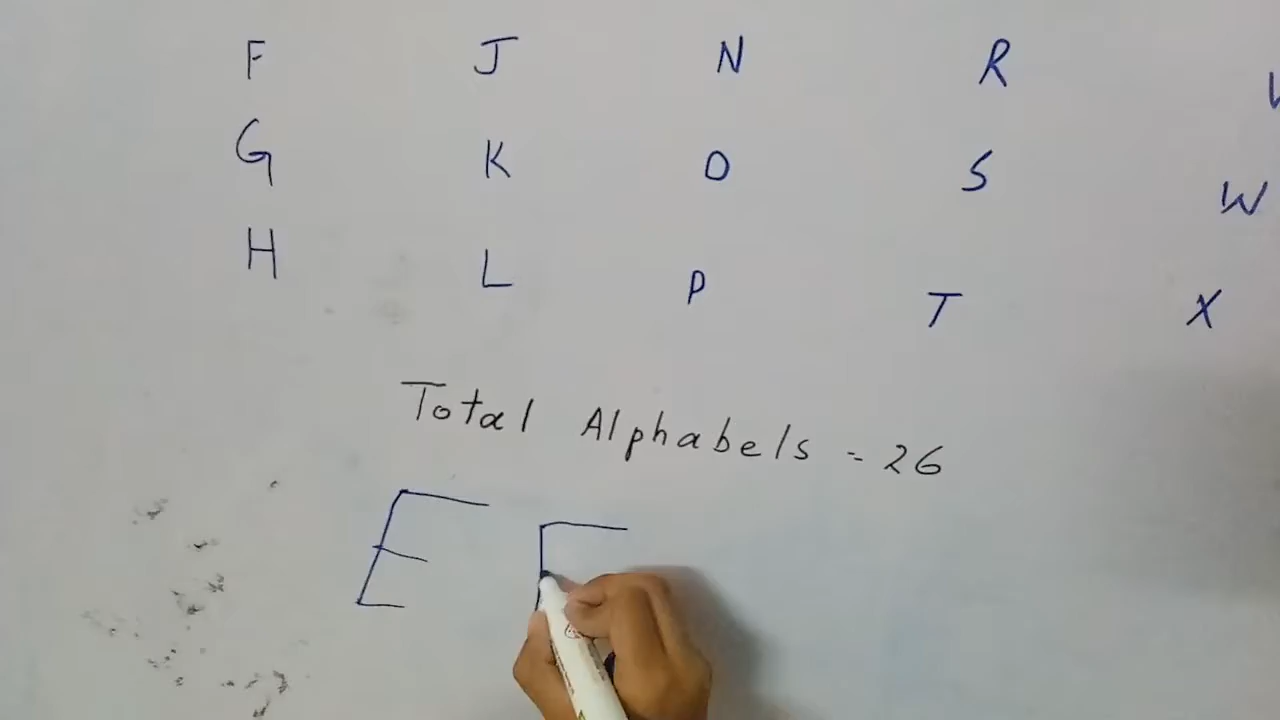 F J N R
G K O S W
H L P T X
Total Alphabels = 26
E